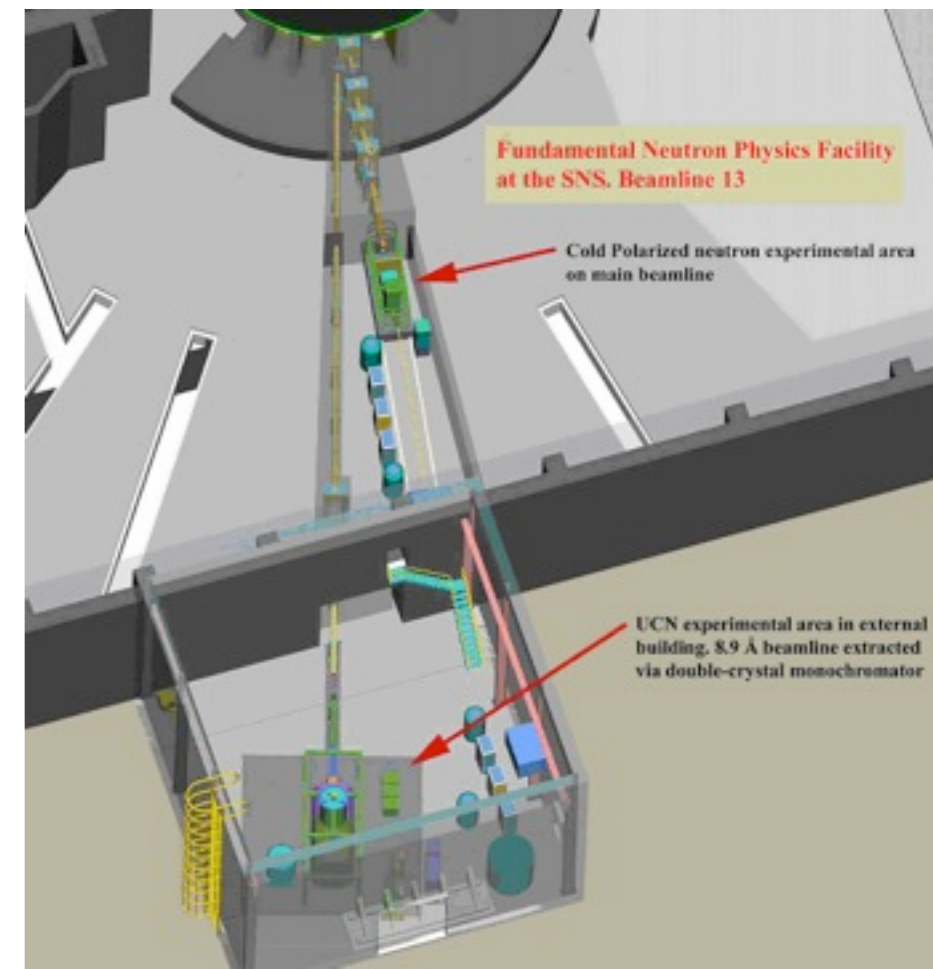 Fundamental Neutron Physics Facility
at the SNS. Beamline 13
Cold Polarized neutron experimental area
on main beamline
UCN experimental area in external
building. 8.9 Å beamline extracted
via double-crystal monochromator